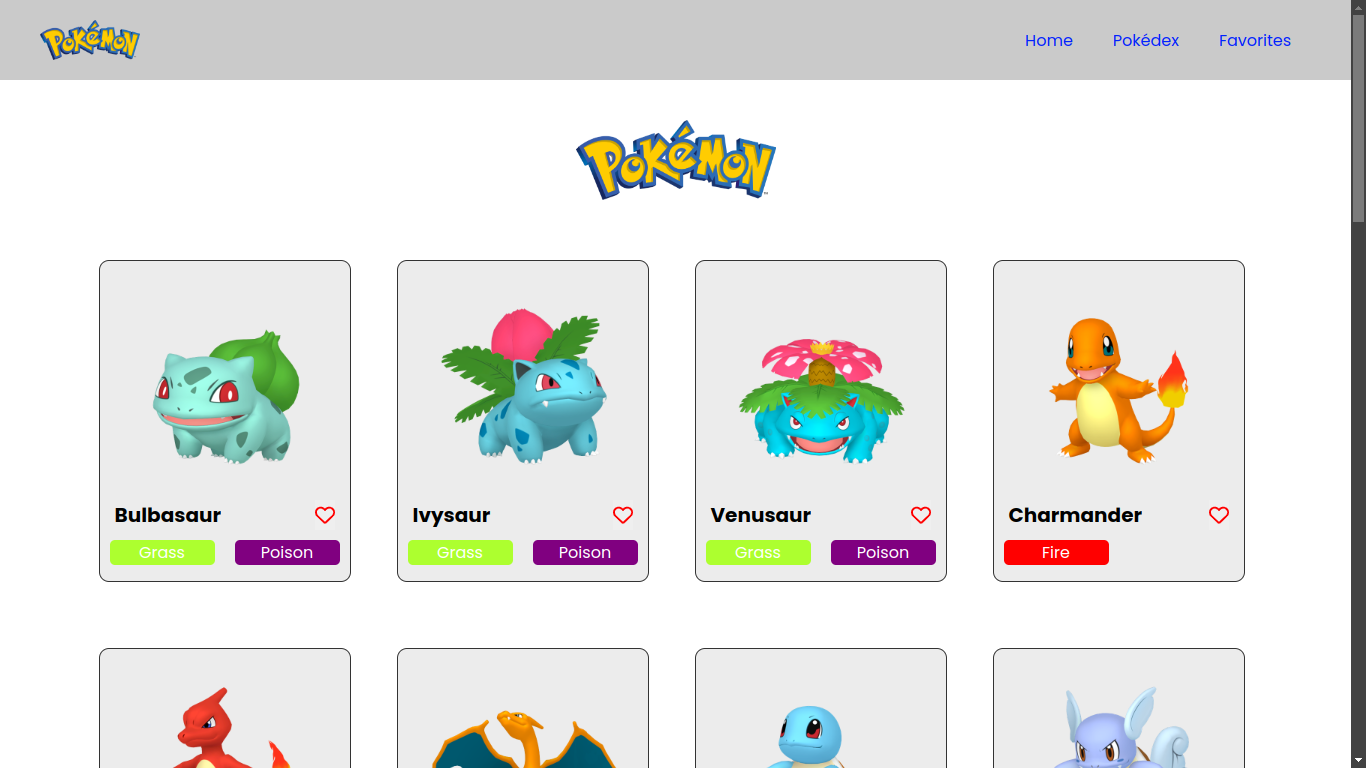 Pokémon
Home Pokédex Favorites
Pokémon
Bulbasaur Ivysaur Venusaur Charmander
Grass Poison Grass Poison Grass Poison Fire